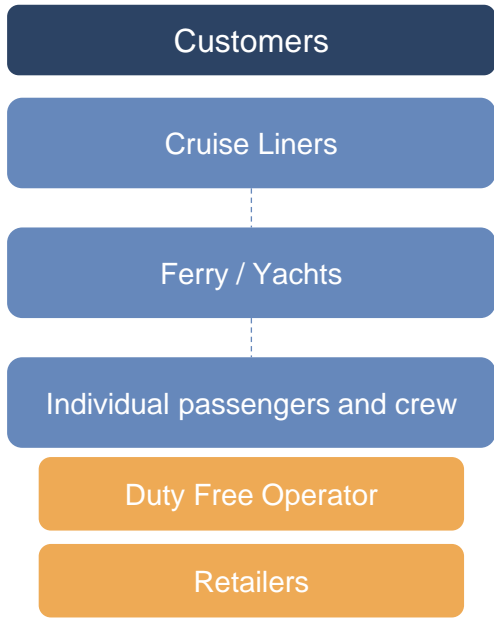 Customers
Cruise Liners
Ferry / Yachts
Individual passengers and crew
Duty Free Operator
Retailers